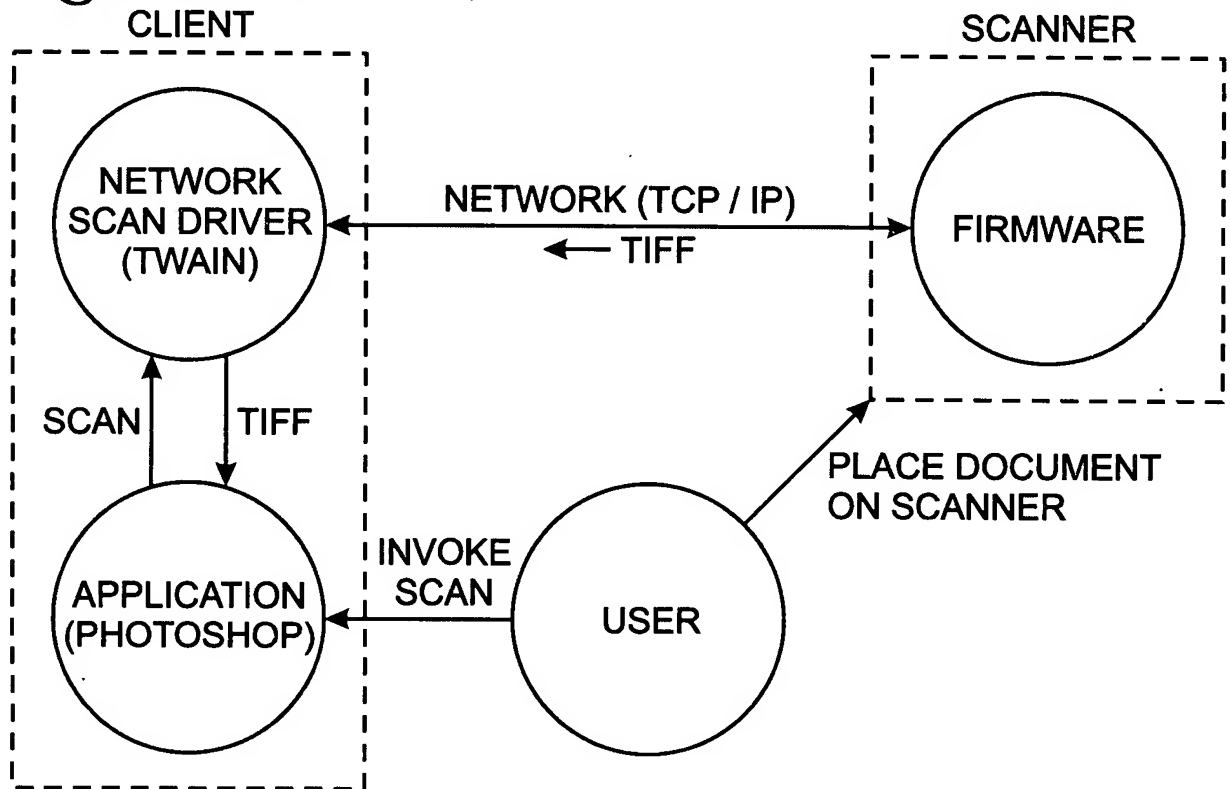 CLIENT
SCANNER
NETWORK
SCAN DRIVER
(TWAIN)
NETWORK (TCP / IP)
TIFF
FIRMWARE
SCAN
TIFF
PLACE DOCUMENT
ON SCANNER
INVOKE
SCAN
APPLICATION
(PHOTOSHOP)
USER